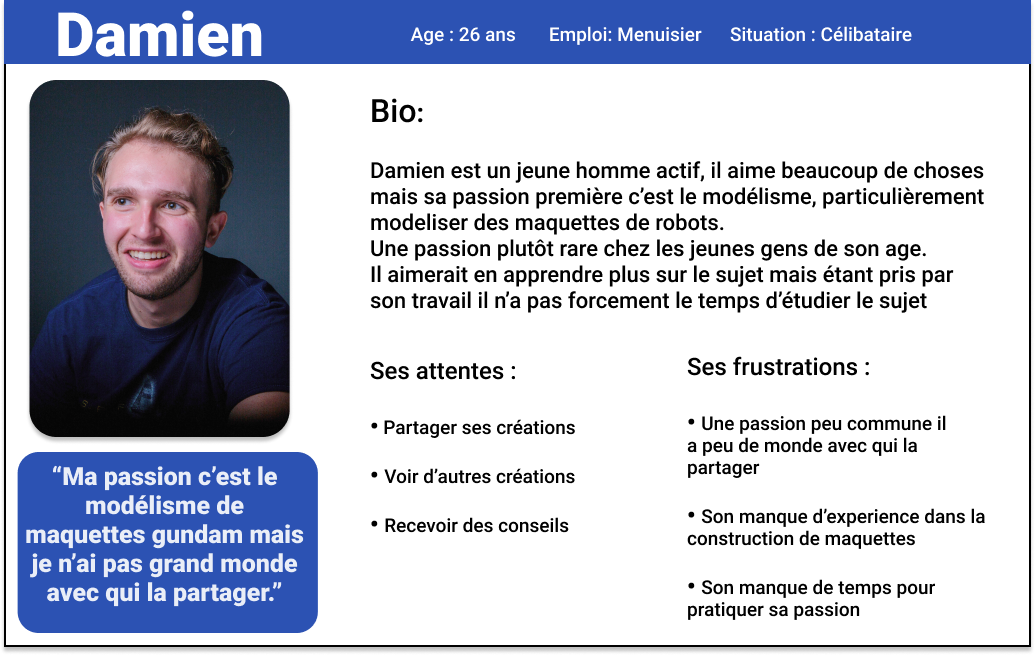 Damien
Age : 26 ans
Emploi: Menuisier
Situation : Célibataire
Bio:
Damien est un jeune homme actif, il aime beaucoup de choses
mais sa passion première c’est le modélisme, particulièrement
modeliser des maquettes de robots.
Une passion plutôt rare chez les jeunes gens de son age.
Il aimerait en apprendre plus sur le sujet mais étant pris par
son travail il n’a pas forcement le temps d’étudier le sujet
“Ma passion c’est le
modélisme de
maquettes gundam mais
je n’ai pas grand monde
avec qui la partager.”
Ses attentes :
• Partager ses créations
• Voir d’autres créations
• Recevoir des conseils
Ses frustrations :
• Une passion peu commune il
a peu de monde avec qui la
partager
• Son manque d’experience dans la
construction de maquettes
• Son manque de temps pour
pratiquer sa passion